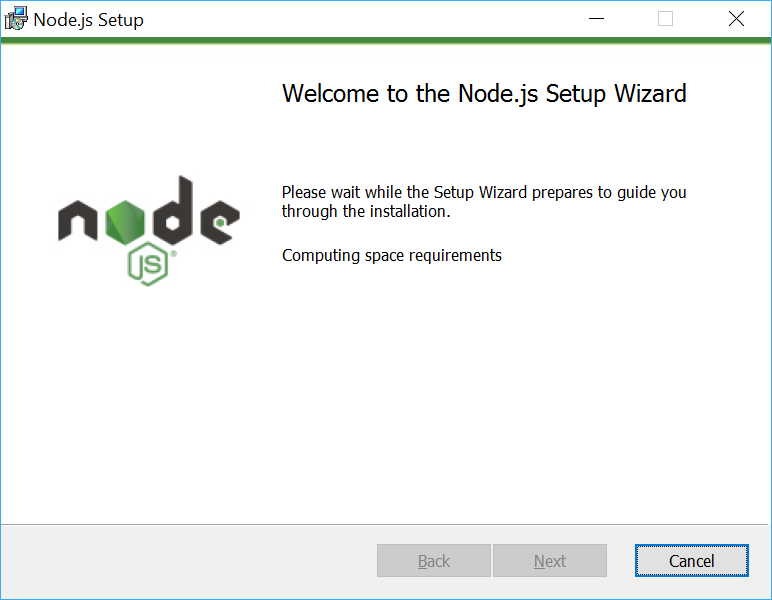 Node.js Setup
Welcome to the Node.js Setup Wizard
Please wait while the Setup Wizard prepares to guide you
through the installation.
Computing space requirements
node
JS®
Back
Next
Cancel